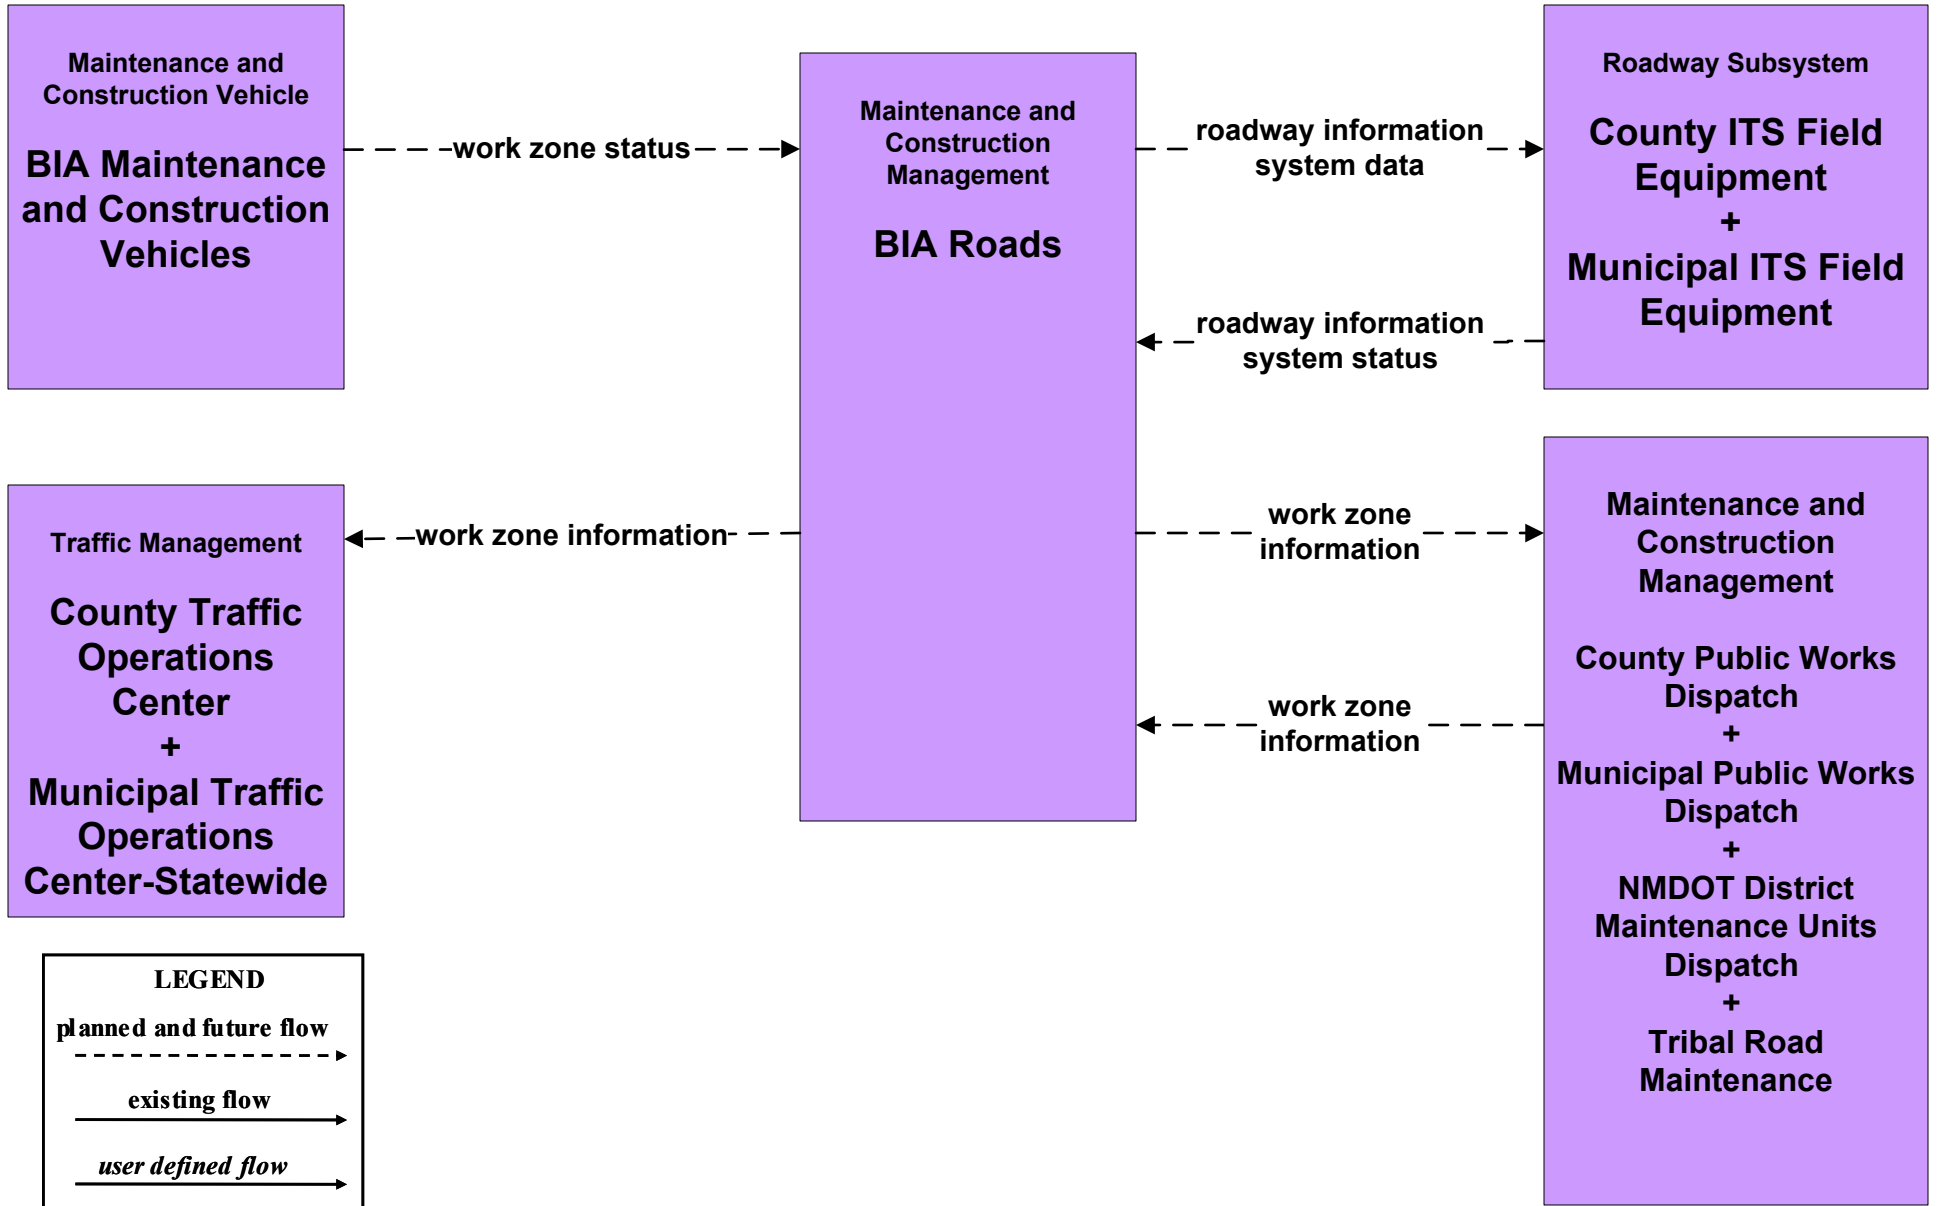 Maintenance and
Construction Vehicle
BIA Maintenance
and Construction
Vehicles
work zone status
Maintenance and
Construction
Management
BIA Roads
roadway information
system data
Roadway Subsystem
County ITS Field
Equipment
+
Municipal ITS Field
Equipment
roadway information
system status
Traffic Management
County Traffic
Operations
Center
+
Municipal Traffic
Operations
Center-Statewide
work zone information
work zone
information
work zone
information
Maintenance and
Construction
Management
County Public Works
Dispatch
+
Municipal Public Works
Dispatch
+
NMDOT District
Maintenance Units
Dispatch
+
Tribal Road
Maintenance
LEGEND
planned and future flow
existing flow
user defined flow